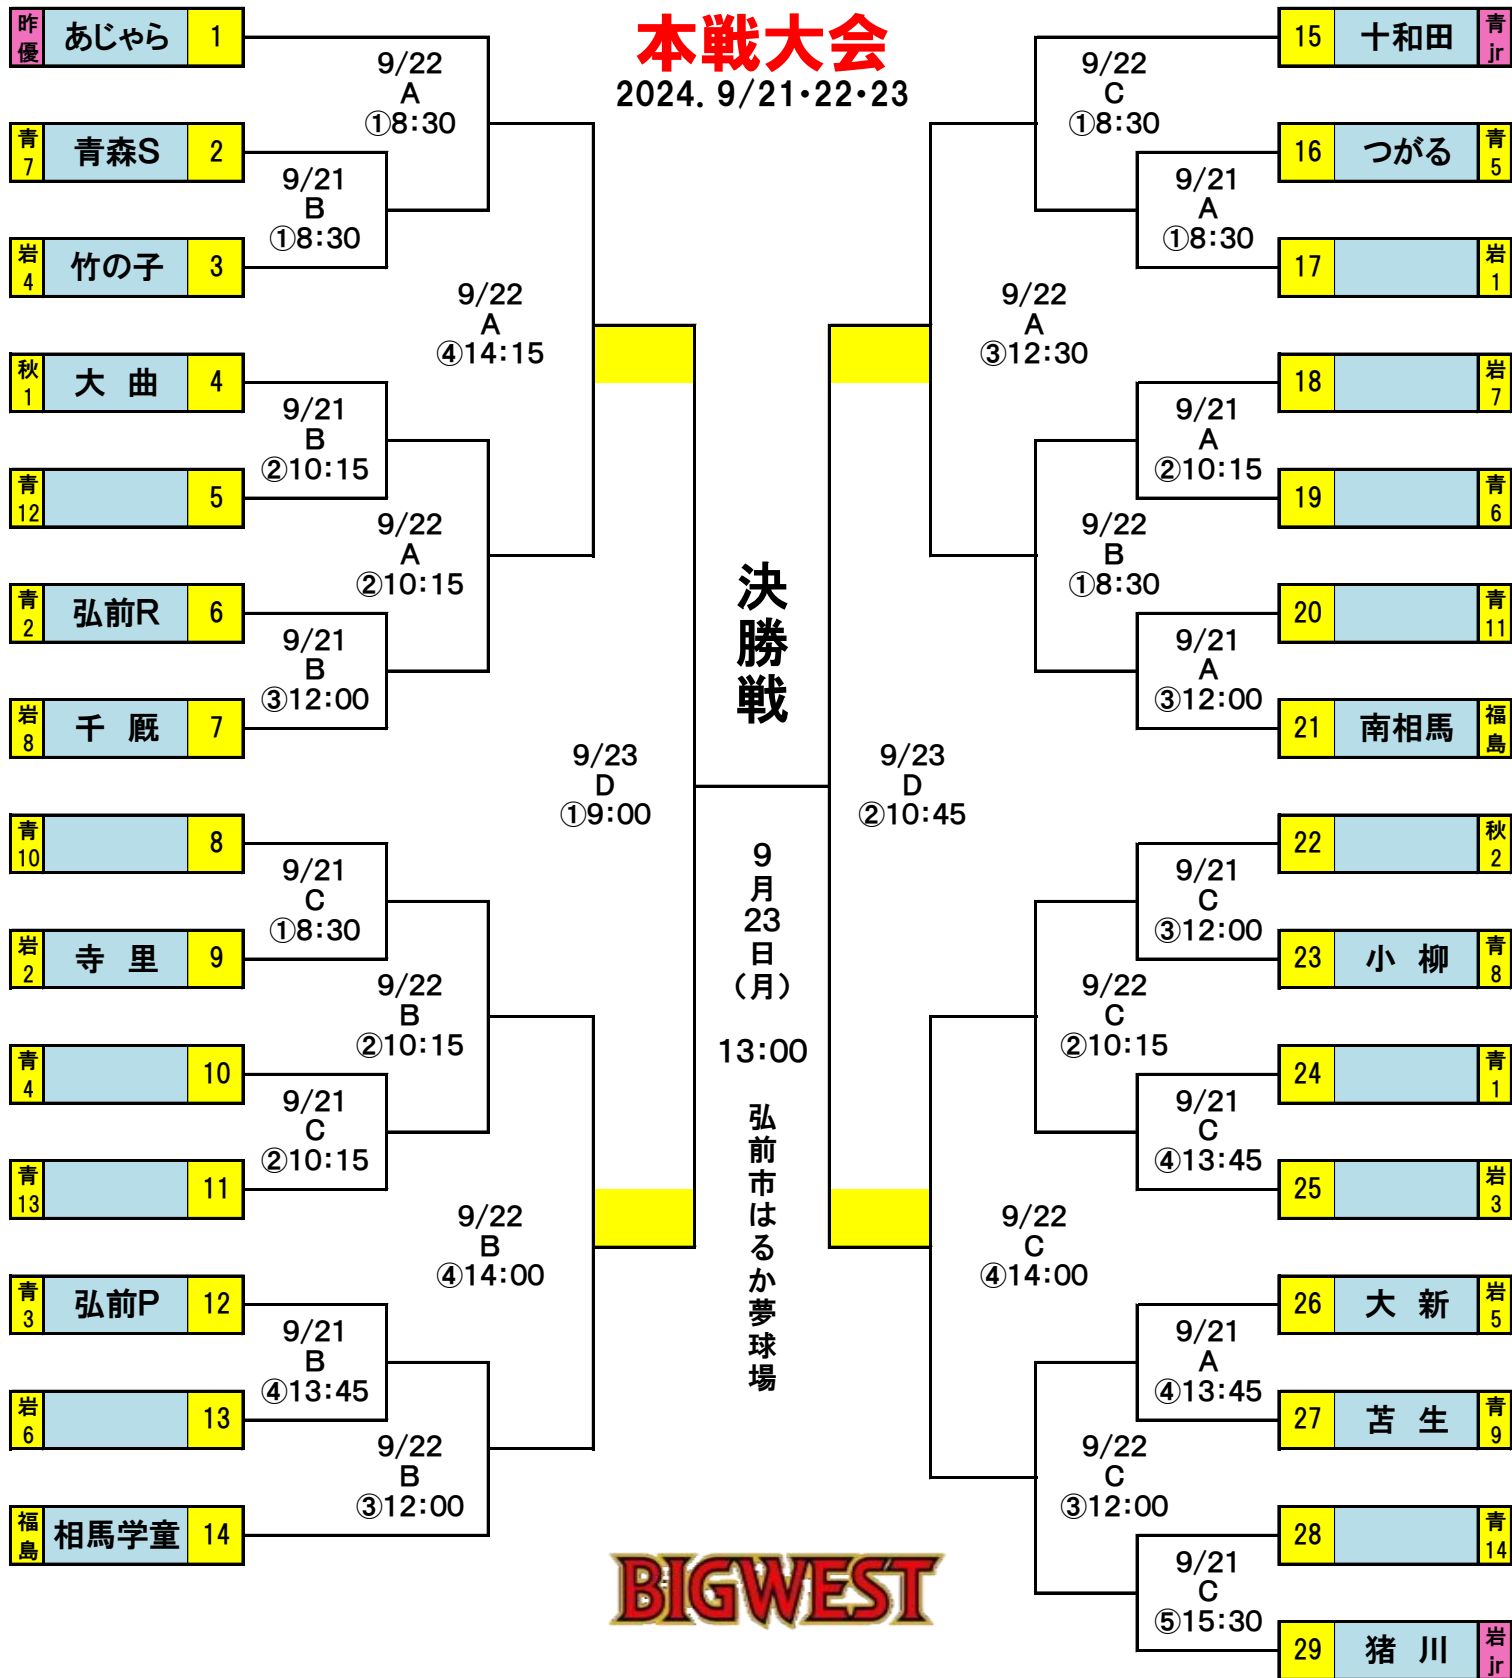 本戦大会
2024. 9/21・22・23
昨優 あじゃら 1
青7 青森S 2
岩4 竹の子 3
秋1 大 曲 4
青12 5
青2 弘前R 6
岩8 千 厩 7
青10 8
岩2 寺 里 9
青4 10
青13 11
青3 弘前P 12
岩6 13
福島 相馬学童 14
9/21
B
①8:30
9/21
B
②10:15
9/21
B
③12:00
9/21
C
①8:30
9/21
C
②10:15
9/21
B
④13:45
9/22
A
①8:30
9/22
A
②10:15
9/22
B
②10:15
9/22
B
③12:00
9/22
A
④14:15
9/22
B
④14:00
9/23
D
①9:00
決勝戦
9月23日(月)
13:00
弘前市はるか夢球場
9/23
D
②10:45
9/22
A
③12:30
9/22
C
④14:00
9/22
C
①8:30
9/22
B
①8:30
9/22
C
②10:15
9/22
C
③12:00
9/21
A
①8:30
9/21
A
②10:15
9/21
A
③12:00
9/21
C
③12:00
9/21
C
④13:45
9/21
A
④13:45
9/21
C
⑤15:30
15 十和田 青jr
16 つがる 青5
17 岩1
18 岩7
19 青6
20 青11
21 南相馬 福島
22 秋2
23 小 柳 青8
24 青1
25 岩3
26 大 新 岩5
27 苫 生 青9
28 青14
29 猪 川 岩jr
BIGWEST